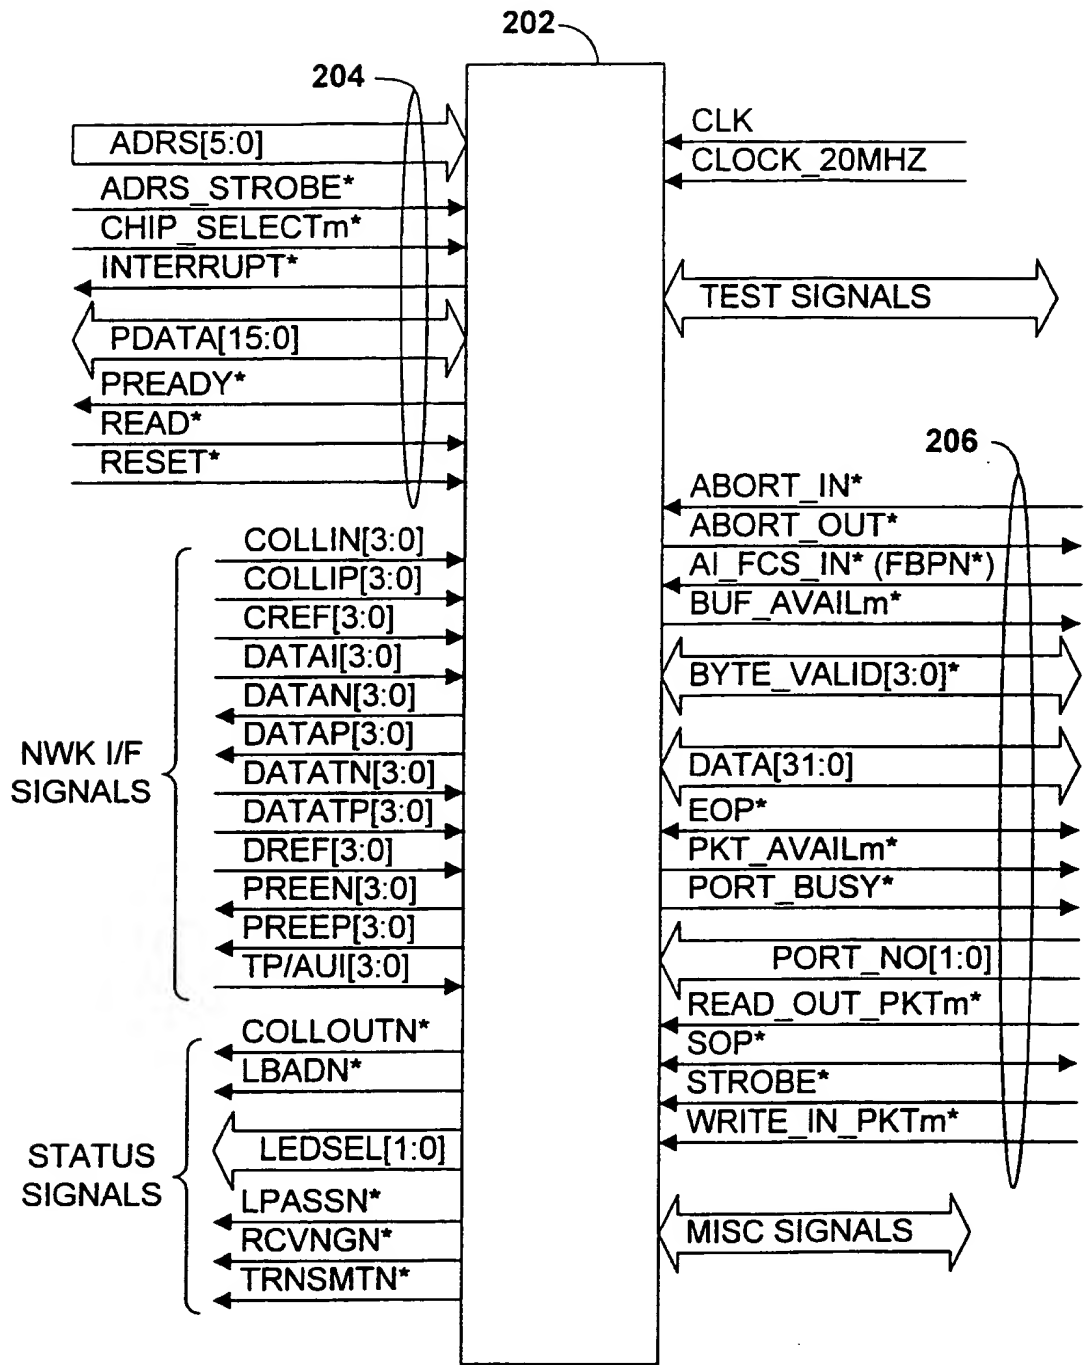 202
204
ADRS[5:0]
ADRS_STROBE*
CHIP_SELECTm*
INTERRUPT*
PDATA[15:0]
PREADY*
READ*
RESET*
NWK I/F
SIGNALS
COLLIN[3:0]
COLLIP[3:0]
CREF[3:0]
DATAI[3:0]
DATAN[3:0]
DATAP[3:0]
DATATN[3:0]
DATATP[3:0]
DREF[3:0]
PREEN[3:0]
PREEP[3:0]
TP/AUI[3:0]
STATUS
SIGNALS
COLLOUTN*
LBADN*
LEDSEL[1:0]
LPASSN*
RCVNGN*
TRNSMTN*
CLK
CLOCK_20MHZ
TEST SIGNALS
206
ABORT_IN*
ABORT_OUT*
AI_FCS_IN* (FBPN*)
BUF_AVAILm*
BYTE_VALID[3:0]*
DATA[31:0]
EOP*
PKT_AVAILm*
PORT_BUSY*
PORT_NO[1:0]
READ_OUT_PKTm*
SOP*
STROBE*
WRITE_IN_PKTm*
MISC SIGNALS